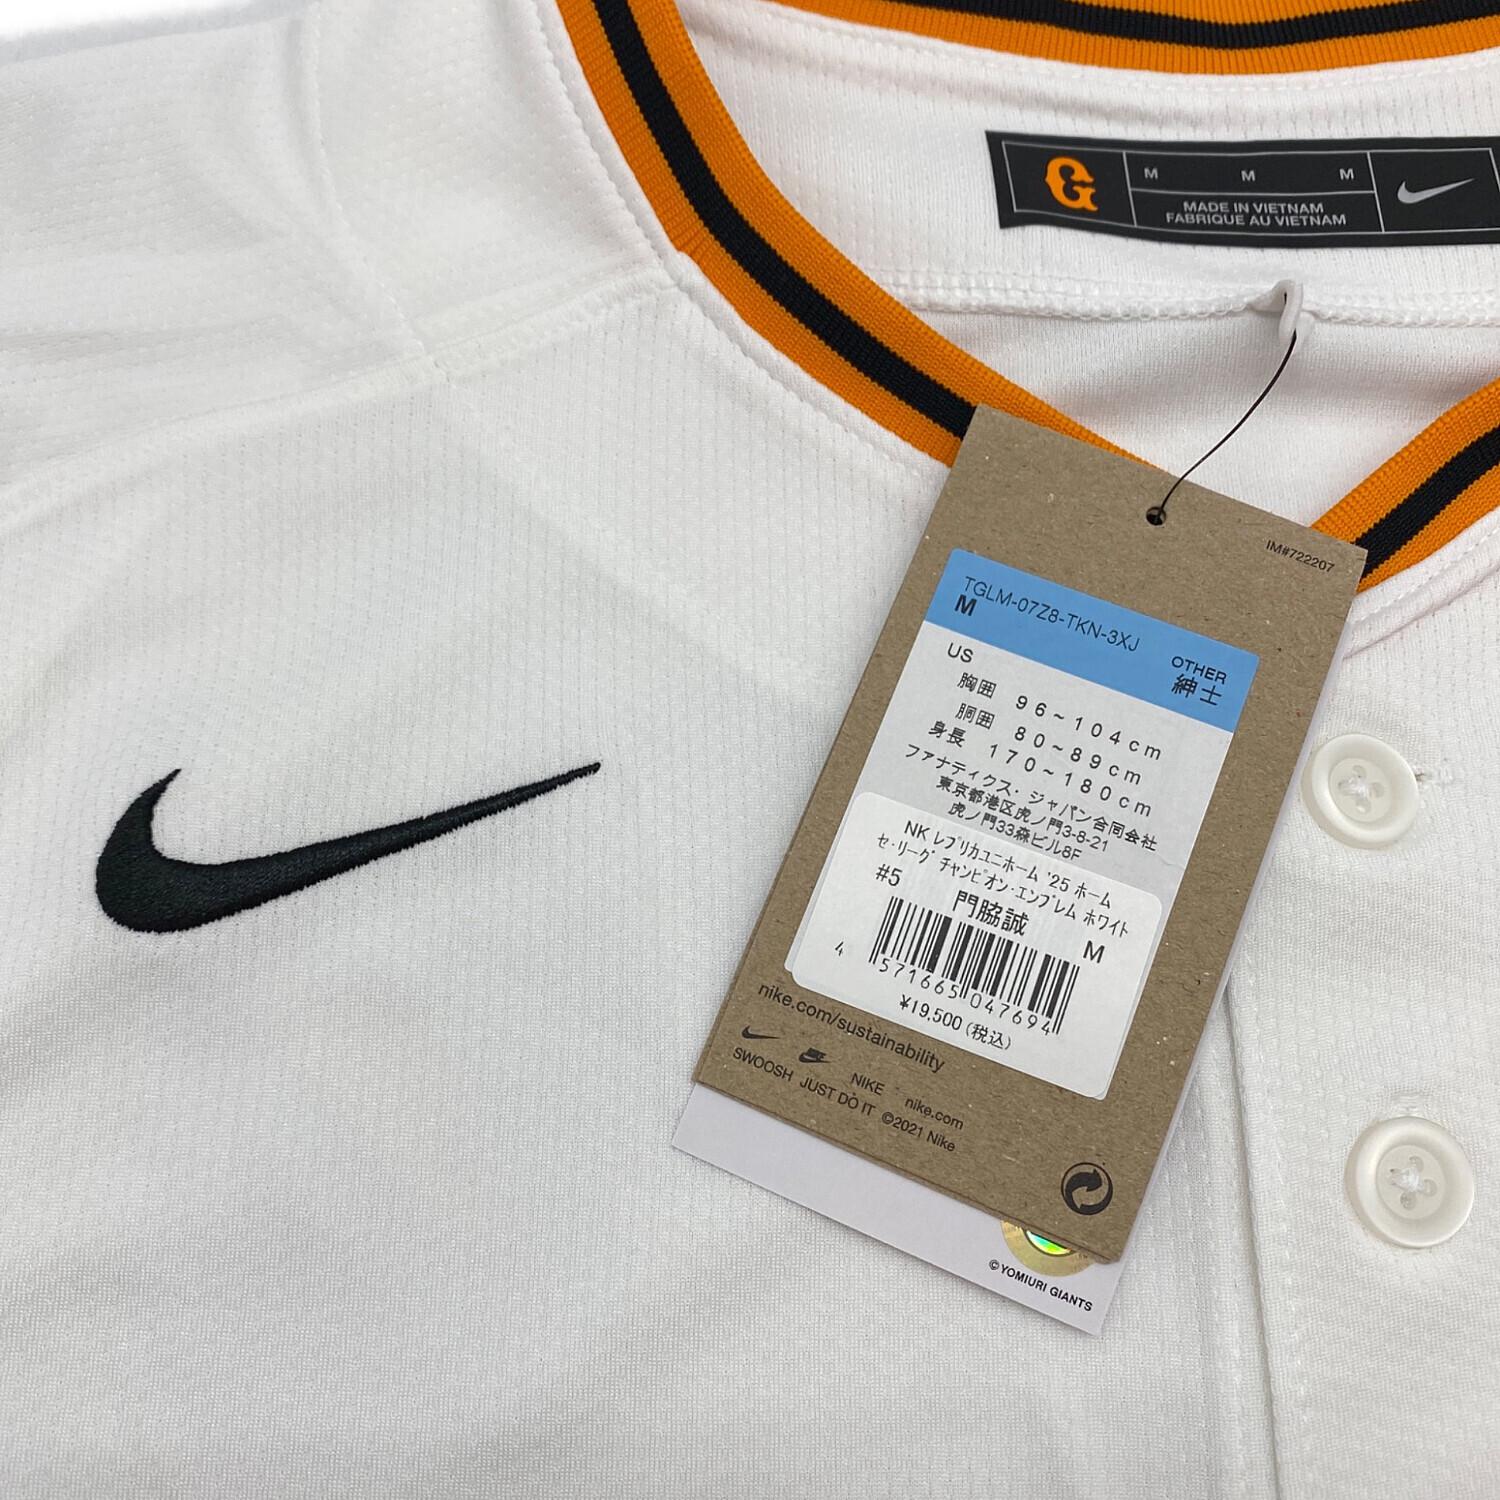 G
M M M
MADE IN VIETNAM
FABRIQUE AU VIETNAM
IM#722207
TGLM-07Z8-TKN-3XJ
M
US
OTHER
紳士
胸囲 96~104cm
胴囲 80~89cm
身長 170~180cm
ファナティクス・ジャパン合同会社
東京都港区虎ノ門3-8-21
虎ノ門33森ビル8F
NK レプリカユニホーム '25 ホーム
セ・リーグ チャンピオン・エンブレム ホワイト
#5 門脇誠
M
4 571665 047694
¥19,500 (税込)
nike.com/sustainability
SWOOSH JUST DO IT NIKE nike.com
©2021 Nike
©YOMIURI GIANTS